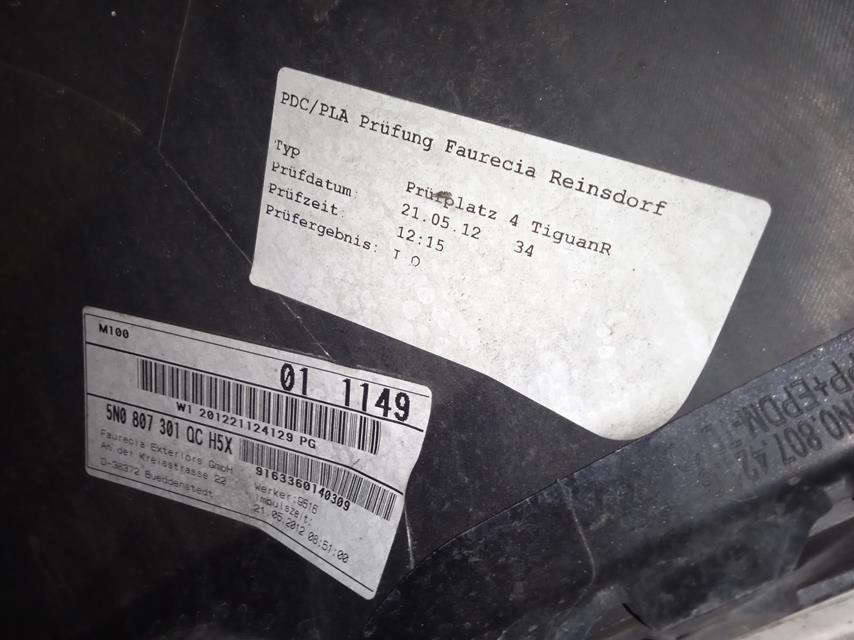 PDC/PLA Prüfung Faurecia Reinsdorf
Typ Prüfplatz 4 TiguanR
Prüfdatum: 21.05.12 34
Prüfzeit: 12:15
Prüfergebnis: I O
M100
01 1149
W1 201221124129 PG
5N0 807 301 QC H5X
9163360140309
Faurecia Exteriors GmbH
An der Kreisstrasse 22
D-38372 Bueddenstedt
Werker:9616
Impulszeit:
21.05.2012 08:51:00
PP+EPDM-
5N0.807.42